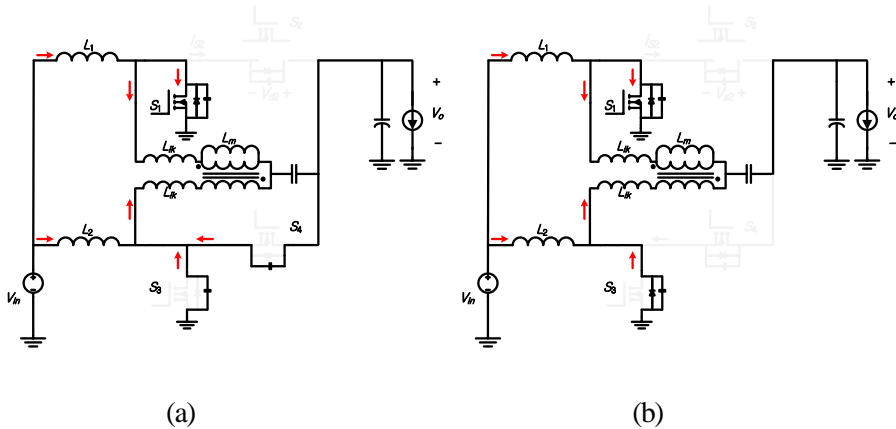 S2
S2
L1
IS2
L1
IS2
+
+
− VS2 +
− VS2 +
S1
S1
Vo
Vo
Lm
Lm
−
−
Llk
Llk
Llk
Llk
L2
S4
L2
S4
S3
S3
Vin
Vin
(a)
(b)